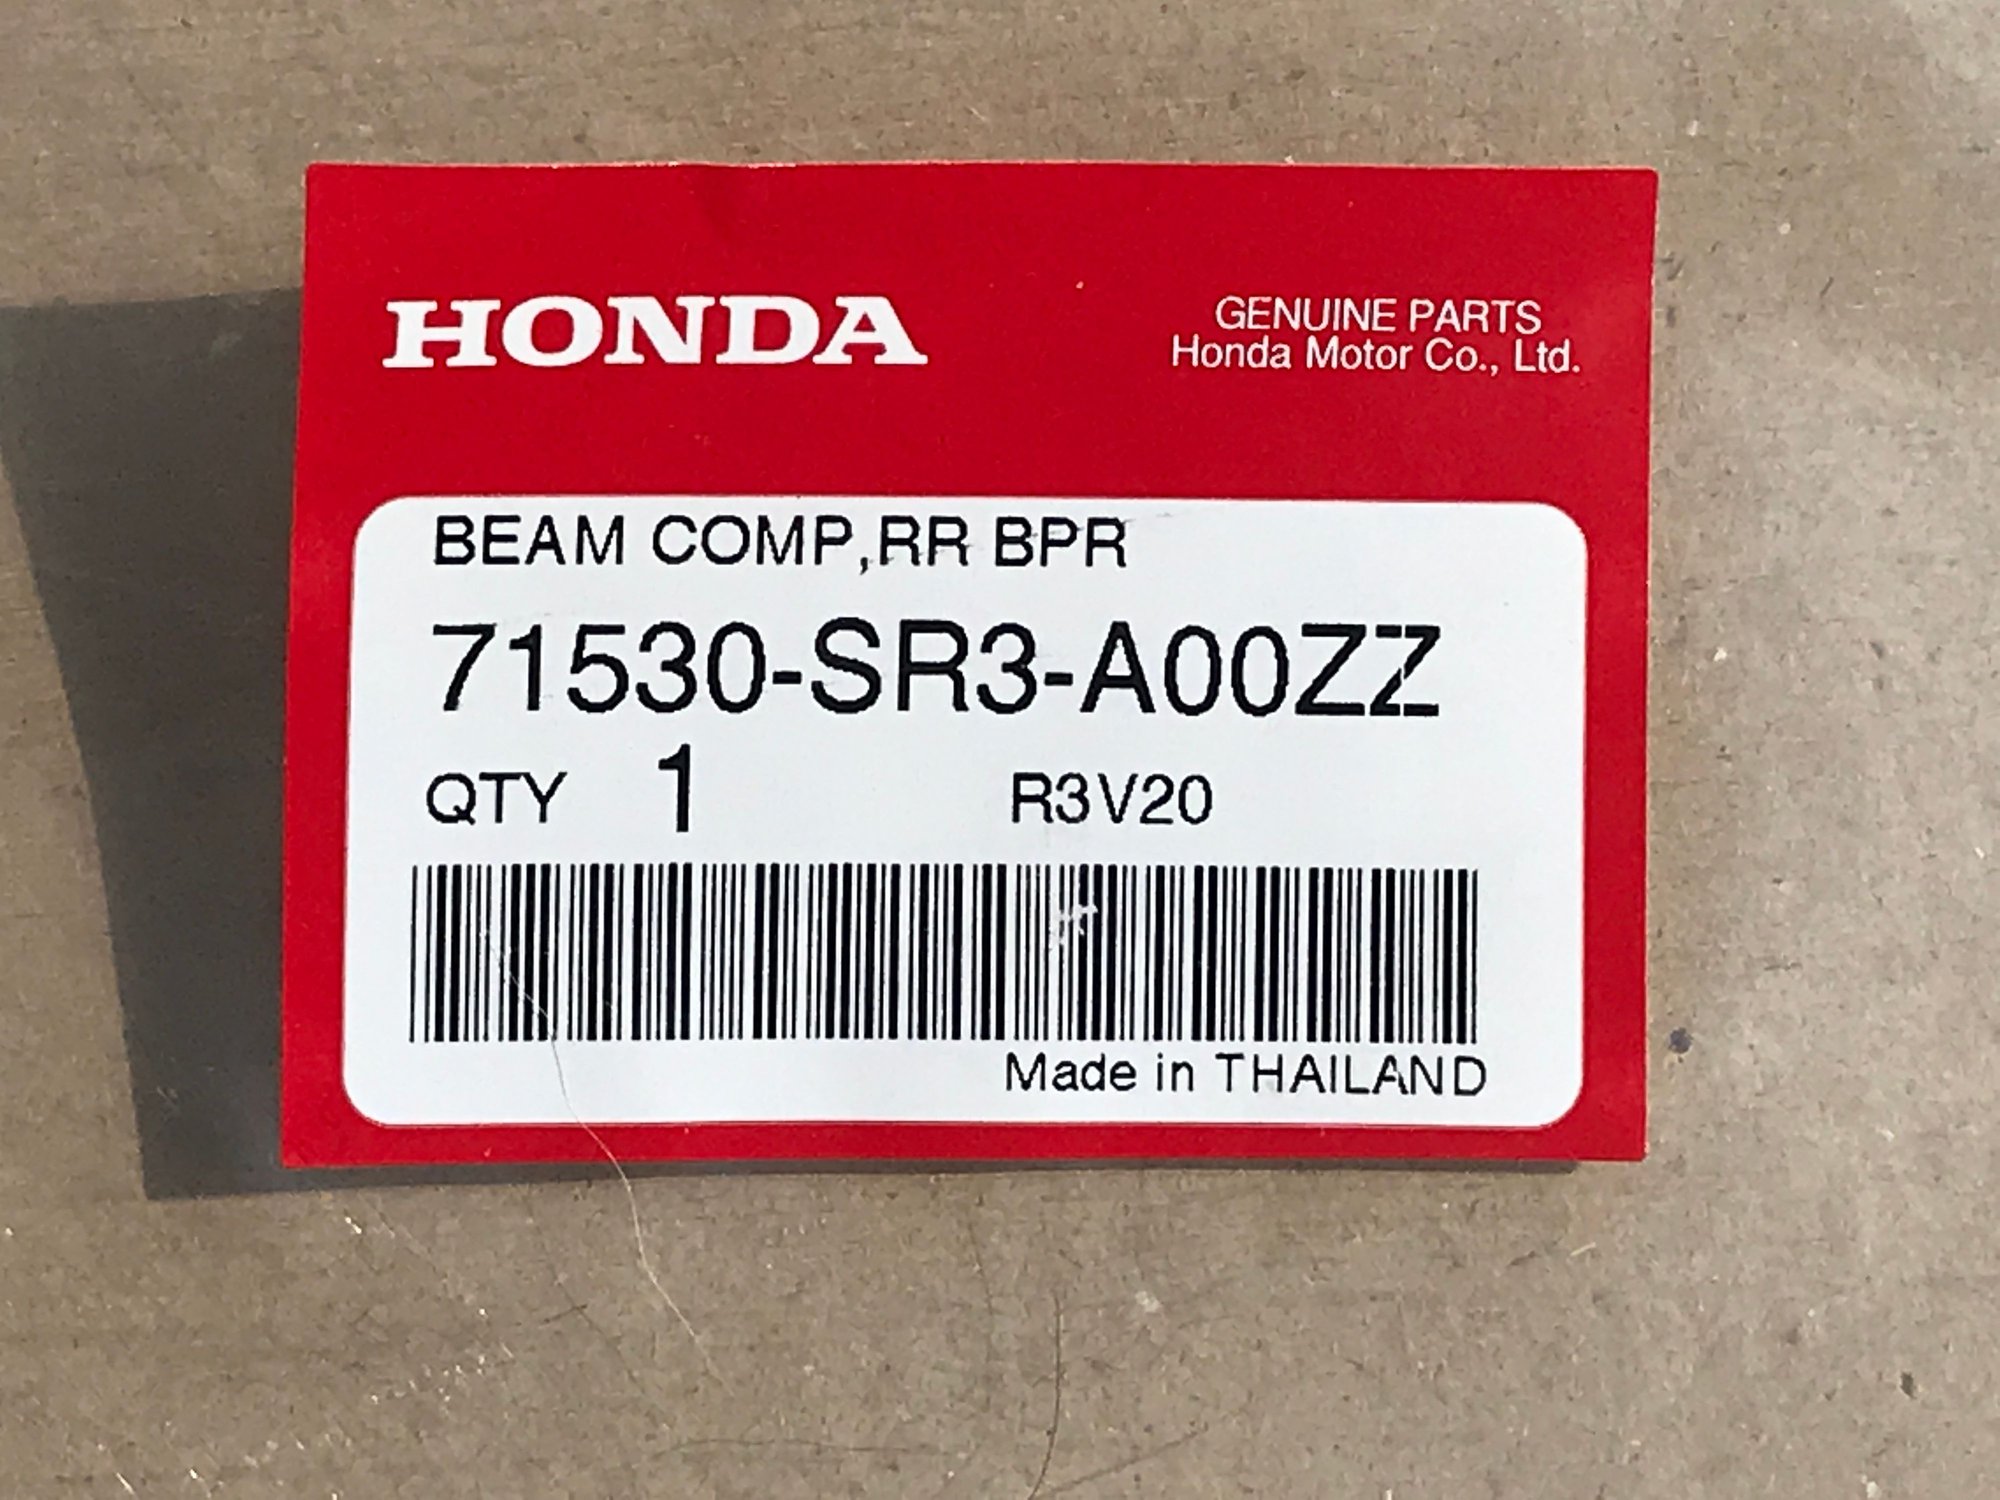 HONDA
GENUINE PARTS
Honda Motor Co., Ltd.
BEAM COMP,RR BPR
71530-SR3-A00ZZ
QTY 1 R3V20
Made in THAILAND